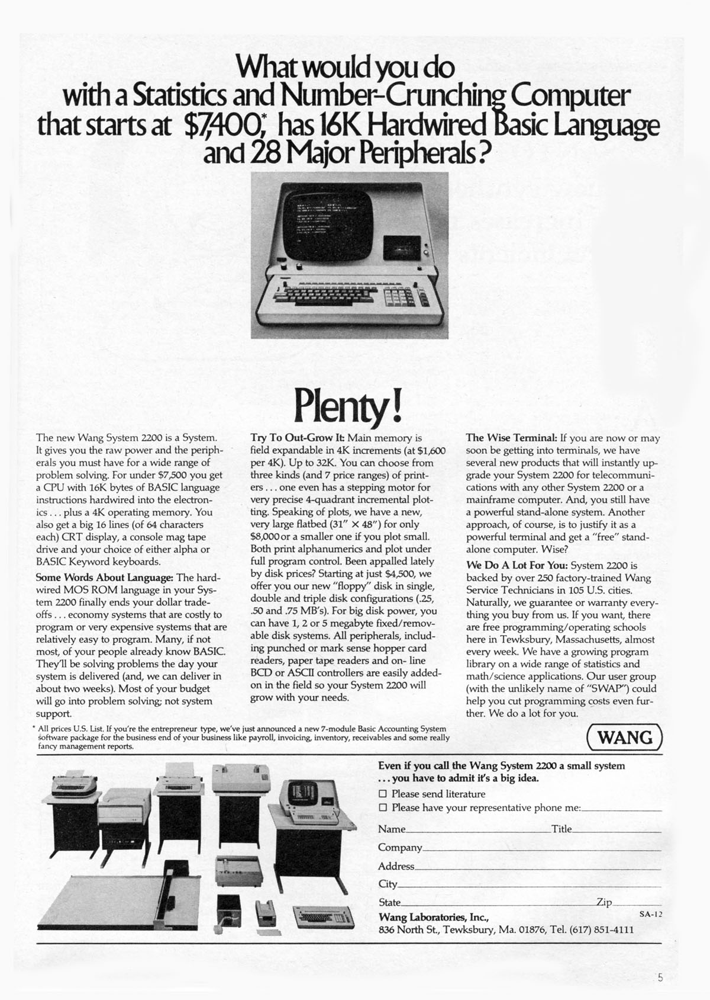 What would you do
with a Statistics and Number-Crunching Computer
that starts at $7,400,* has 16K Hardwired Basic Language
and 28 Major Peripherals?
Plenty!
The new Wang System 2200 is a System.
It gives you the raw power and the periph-
erals you must have for a wide range of
problem solving. For under $7,500 you get
a CPU with 16K bytes of BASIC language
instructions hardwired into the electron-
ics . . . plus a 4K operating memory. You
also get a big 16 lines (of 64 characters
each) CRT display, a console mag tape
drive and your choice of either alpha or
BASIC Keyword keyboards.
Some Words About Language: The hard-
wired MOS ROM language in your Sys-
tem 2200 finally ends your dollar trade-
offs . . . economy systems that are costly to
program or very expensive systems that are
relatively easy to program. Many, if not
most, of your people already know BASIC.
They'll be solving problems the day your
system is delivered (and, we can deliver in
about two weeks). Most of your budget
will go into problem solving; not system
support.
Try To Out-Grow It: Main memory is
field expandable in 4K increments (at $1,600
per 4K). Up to 32K. You can choose from
three kinds (and 7 price ranges) of print-
ers . . . one even has a stepping motor for
very precise 4-quadrant incremental plot-
ting. Speaking of plots, we have a new,
very large flatbed (31" X 48") for only
$8,000 or a smaller one if you plot small.
Both print alphanumerics and plot under
full program control. Been appalled lately
by disk prices? Starting at just $4,500, we
offer you our new "floppy" disk in single,
double and triple disk configurations (.25,
.50 and .75 MB's). For big disk power, you
can have 1, 2 or 5 megabyte fixed/remov-
able disk systems. All peripherals, includ-
ing punched or mark sense hopper card
readers, paper tape readers and on- line
BCD or ASCII controllers are easily added-
on in the field so your System 2200 will
grow with your needs.
The Wise Terminal: If you are now or may
soon be getting into terminals, we have
several new products that will instantly up-
grade your System 2200 for telecommuni-
cations with any other System 2200 or a
mainframe computer. And, you still have
a powerful stand-alone system. Another
approach, of course, is to justify it as a
powerful terminal and get a "free" stand-
alone computer. Wise?
We Do A Lot For You: System 2200 is
backed by over 250 factory-trained Wang
Service Technicians in 105 U.S. cities.
Naturally, we guarantee or warranty every-
thing you buy from us. If you want, there
are free programming/operating schools
here in Tewksbury, Massachusetts, almost
every week. We have a growing program
library on a wide range of statistics and
math/science applications. Our user group
(with the unlikely name of "SWAP") could
help you cut programming costs even fur-
ther. We do a lot for you.
* All prices U.S. List. If you're the entrepreneur type, we've just announced a new 7-module Basic Accounting System
software package for the business end of your business like payroll, invoicing, inventory, receivables and some really
fancy management reports.
WANG
Even if you call the Wang System 2200 a small system
. . . you have to admit it's a big idea.
☐ Please send literature
☐ Please have your representative phone me:
Name Title
Company
Address
City
State Zip
SA-12
Wang Laboratories, Inc.,
836 North St., Tewksbury, Ma. 01876, Tel. (617) 851-4111
5